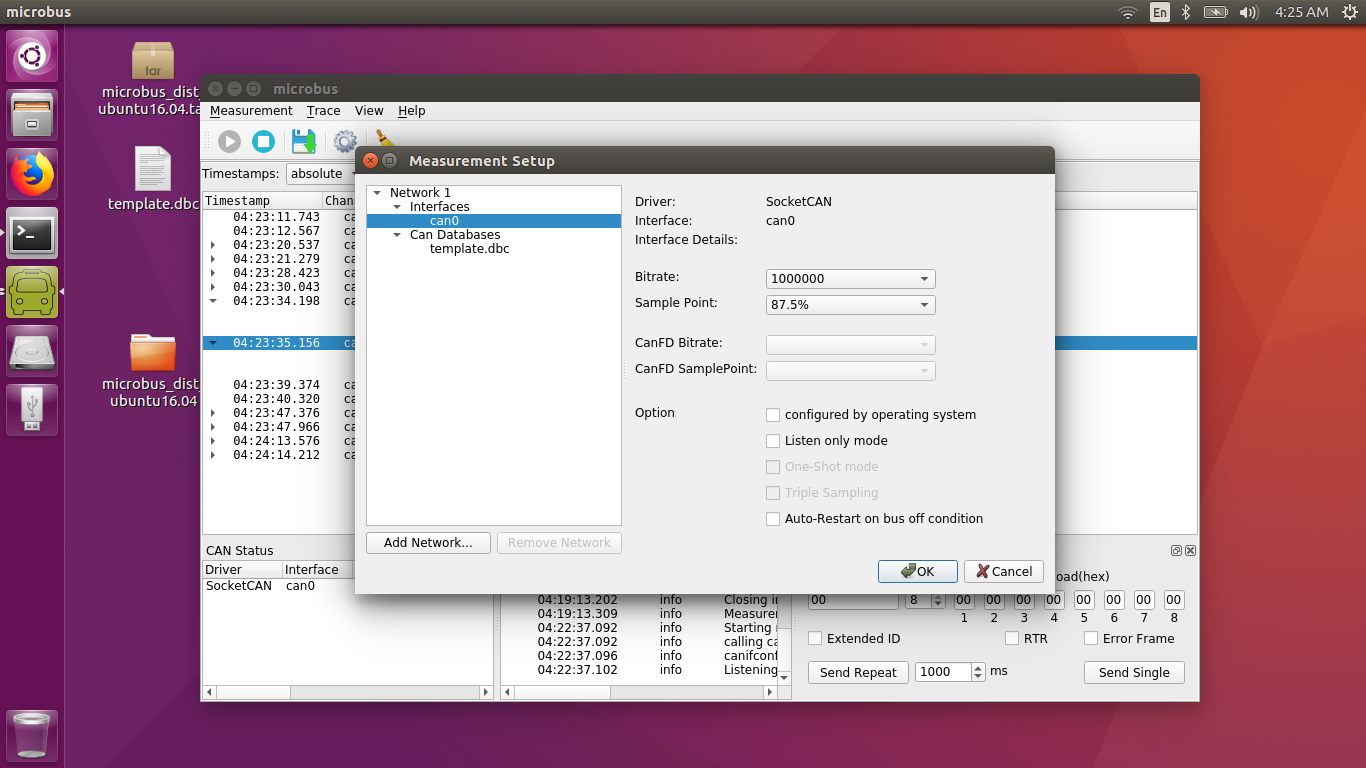 microbus
En
4:25 AM
tar
microbus_dist_
ubuntu16.04.ta
template.dbc
microbus_dist_
ubuntu16.04
microbus
Measurement Trace View Help
Timestamps: absolute
Timestamp Chan
04:23:11.743 ca
04:23:12.567 ca
04:23:20.537 ca
04:23:21.279 ca
04:23:28.423 ca
04:23:30.043 ca
04:23:34.198 ca
04:23:35.156 ca
04:23:39.374 ca
04:23:40.320 ca
04:23:47.376 ca
04:23:47.966 ca
04:24:13.576 ca
04:24:14.212 ca
Measurement Setup
Network 1
Interfaces
can0
Can Databases
template.dbc
Add Network... Remove Network
Driver: SocketCAN
Interface: can0
Interface Details:
Bitrate: 1000000
Sample Point: 87.5%
CanFD Bitrate:
CanFD SamplePoint:
Option:
configured by operating system
Listen only mode
One-Shot mode
Triple Sampling
Auto-Restart on bus off condition
OK Cancel
CAN Status
Driver Interface
SocketCAN can0
04:19:13.202 info Closing in
04:19:13.309 info Measurer
04:22:37.092 info Starting
04:22:37.092 info calling ca
04:22:37.096 info canifconf
04:22:37.102 info Listening
oad(hex)
00 8 00 00 00 00 00 00 00 00
1 2 3 4 5 6 7 8
Extended ID RTR Error Frame
Send Repeat 1000 ms Send Single